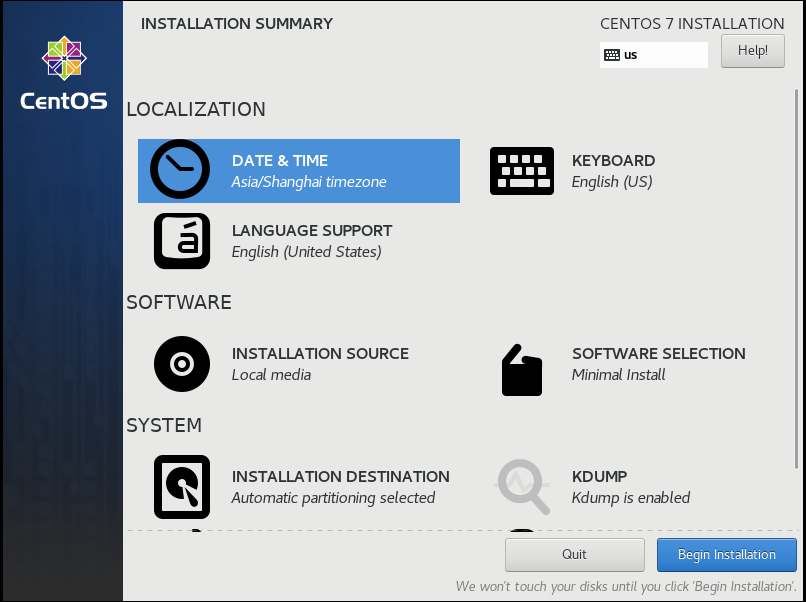 INSTALLATION SUMMARY
CENTOS 7 INSTALLATION
us
Help!
CentOS
LOCALIZATION
DATE & TIME
Asia/Shanghai timezone
KEYBOARD
English (US)
á
LANGUAGE SUPPORT
English (United States)
SOFTWARE
INSTALLATION SOURCE
Local media
SOFTWARE SELECTION
Minimal Install
SYSTEM
INSTALLATION DESTINATION
Automatic partitioning selected
KDUMP
Kdump is enabled
Quit
Begin Installation
We won't touch your disks until you click 'Begin Installation'.